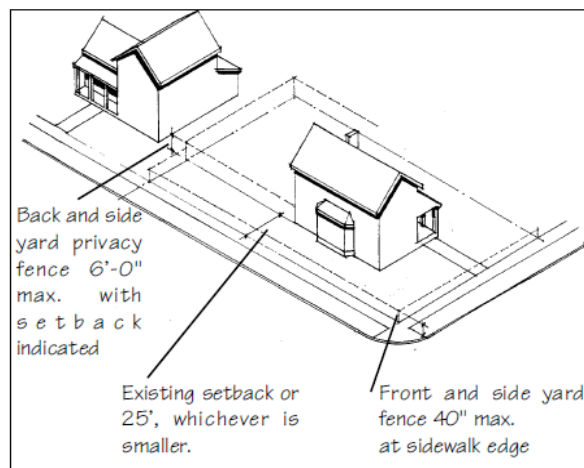 Back and side
yard privacy
fence 6'-0"
max. with
setback
indicated
Existing setback or
25', whichever is
smaller.
Front and side yard
fence 40" max.
at sidewalk edge